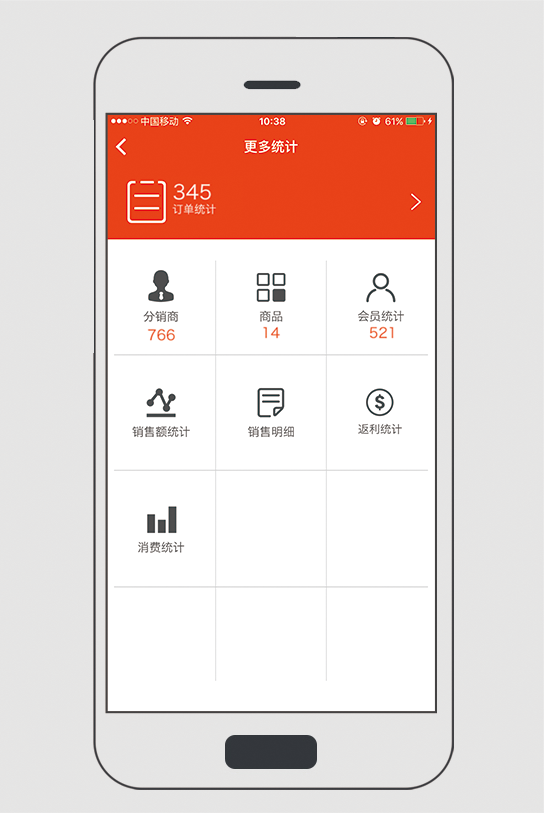 中国移动 10:38 61%
更多统计
345
订单统计
分销商 商品 会员统计
766 14 521
销售额统计 销售明细 返利统计
消费统计